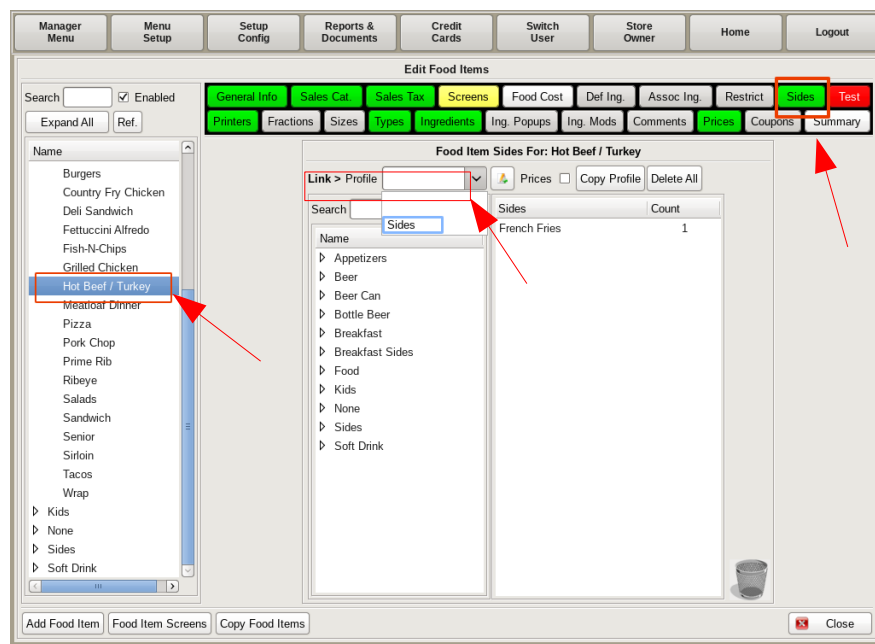 Manager Menu
Menu Setup
Setup Config
Reports & Documents
Credit Cards
Switch User
Store Owner
Home
Logout
Edit Food Items
Search
Enabled
General Info
Sales Cat.
Sales Tax
Screens
Food Cost
Def Ing.
Assoc Ing.
Restrict
Sides
Test
Expand All
Ref.
Printers
Fractions
Sizes
Types
Ingredients
Ing. Popups
Ing. Mods
Comments
Prices
Coupons
Summary
Name
Burgers
Country Fry Chicken
Deli Sandwich
Fettuccini Alfredo
Fish-N-Chips
Grilled Chicken
Hot Beef / Turkey
Meatloaf Dinner
Pizza
Pork Chop
Prime Rib
Ribeye
Salads
Sandwich
Senior
Sirloin
Tacos
Wrap
Kids
None
Sides
Soft Drink
Food Item Sides For: Hot Beef / Turkey
Link > Profile
Prices
Copy Profile
Delete All
Search
Sides
Name
Appetizers
Beer
Beer Can
Bottle Beer
Breakfast
Breakfast Sides
Food
Kids
None
Sides
Soft Drink
Sides
Count
French Fries
1
Add Food Item
Food Item Screens
Copy Food Items
Close